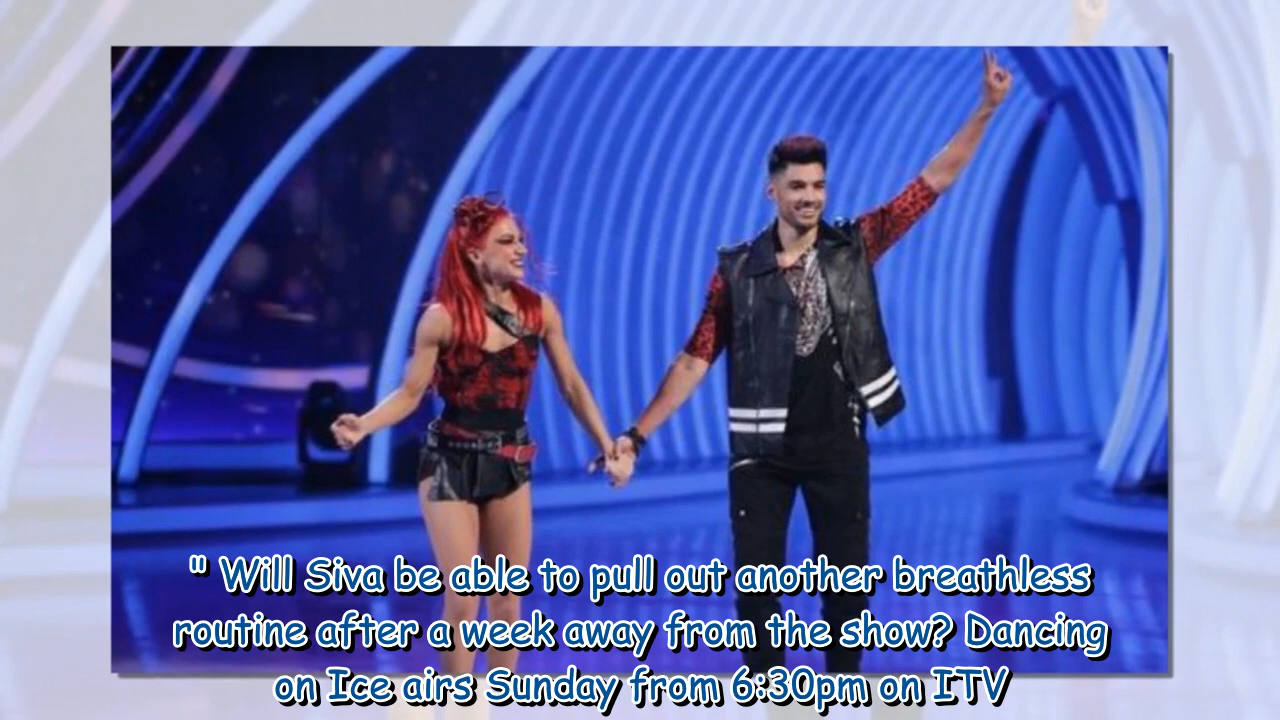 " Will Siva be able to pull out another breathless
routine after a week away from the show? Dancing
on Ice airs Sunday from 6:30pm on ITV